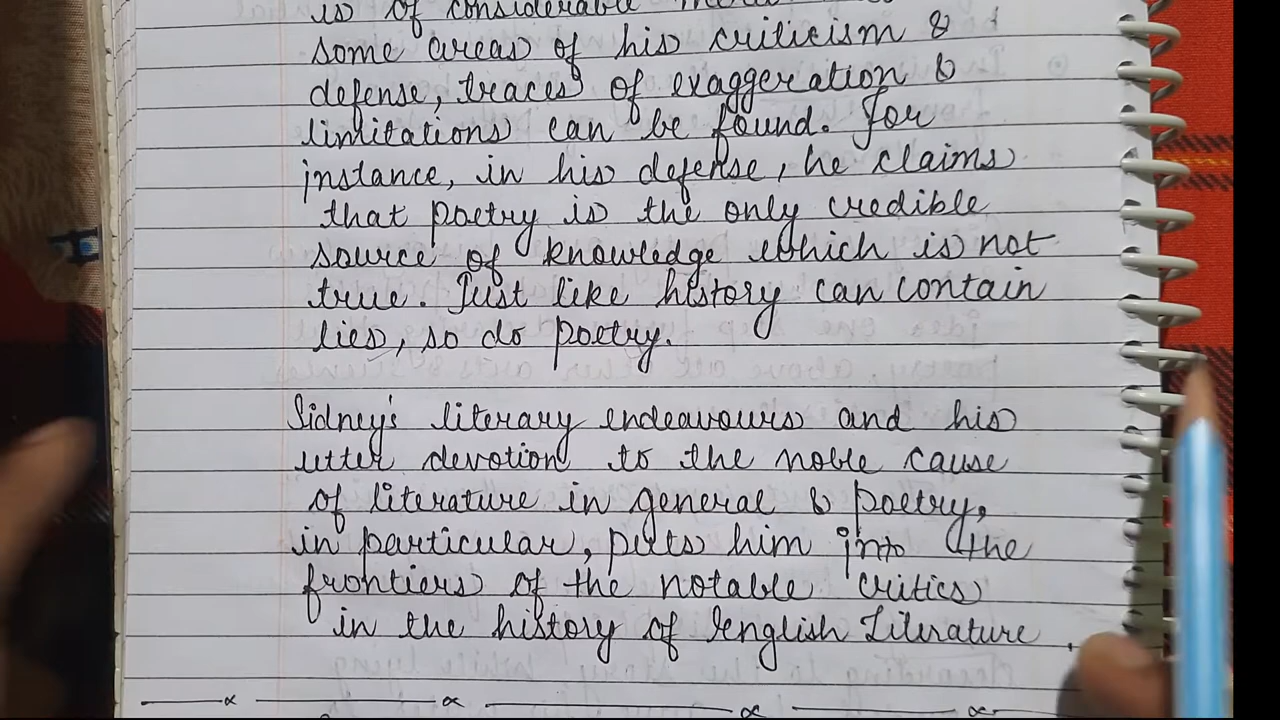 is of considerable
some areas of his criticism &
defense, traces of exaggeration &
limitations can be found. For
instance, in his defense, he claims
that poetry is the only credible
source of knowledge which is not
true. Just like history can contain
lies, so do poetry.
Sidney's literary endeavours and his
utter devotion to the noble cause
of literature in general & poetry,
in particular, puts him into the
frontiers of the notable critics
in the history of English Literature.